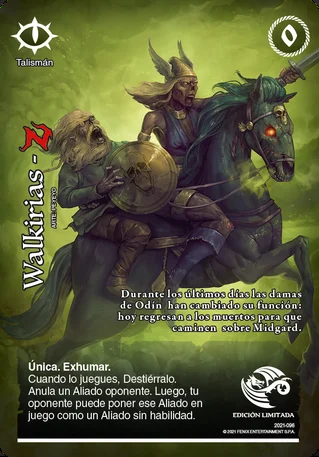 Talismán
0
Walkirias - Z
Durante los últimos días las damas
de Odín han cambiado su función:
hoy regresan a los muertos para que
caminen sobre Midgard.
Única. Exhumar.
Cuando lo juegues, Destiérralo.
Anula un Aliado oponente. Luego, tu
oponente puede poner ese Aliado en
juego como un Aliado sin habilidad.
EDICIÓN LIMITADA
2021-096
© 2021 FENIX ENTERTAINMENT S.P.A.